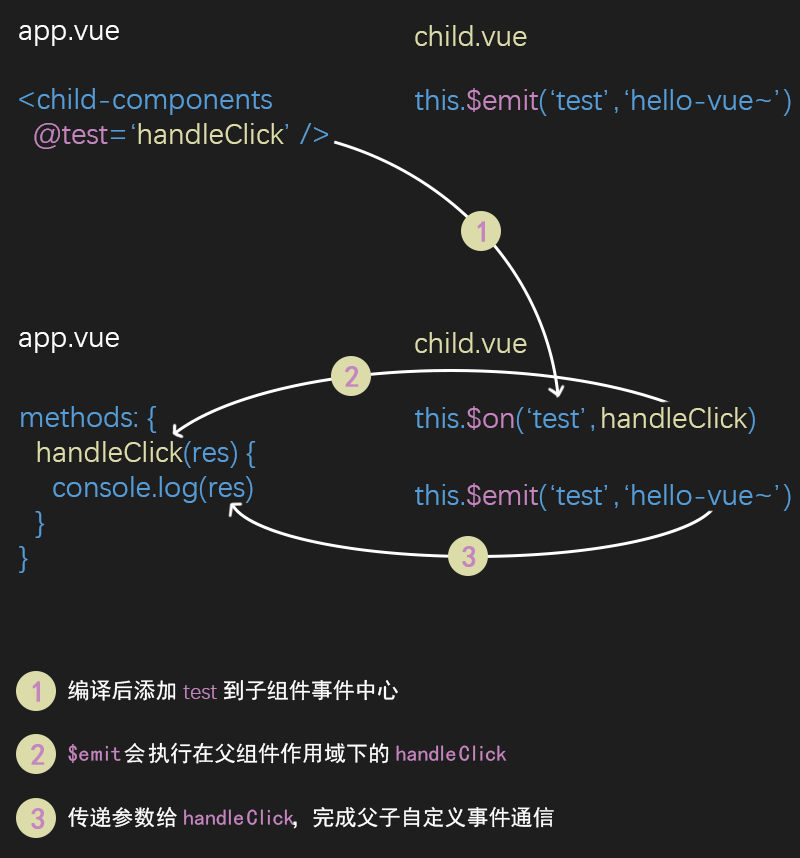 app.vue
<child-components
@test=‘handleClick’ />
child.vue
this.$emit(‘test’,‘hello-vue~’)
1
app.vue
methods: {
handleClick(res) {
console.log(res)
}
}
child.vue
2
this.$on(‘test’,handleClick)
this.$emit(‘test’,‘hello-vue~’)
3
1 编译后添加 test 到子组件事件中心
2 $emit会执行在父组件作用域下的 handleClick
3 传递参数给 handleClick，完成父子自定义事件通信